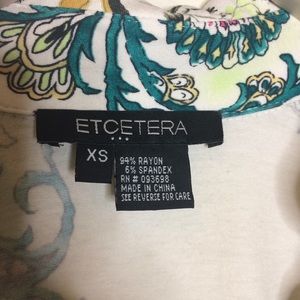 ETCETERA
XS
94% RAYON
6% SPANDEX
RN # 093698
MADE IN CHINA
SEE REVERSE FOR CARE